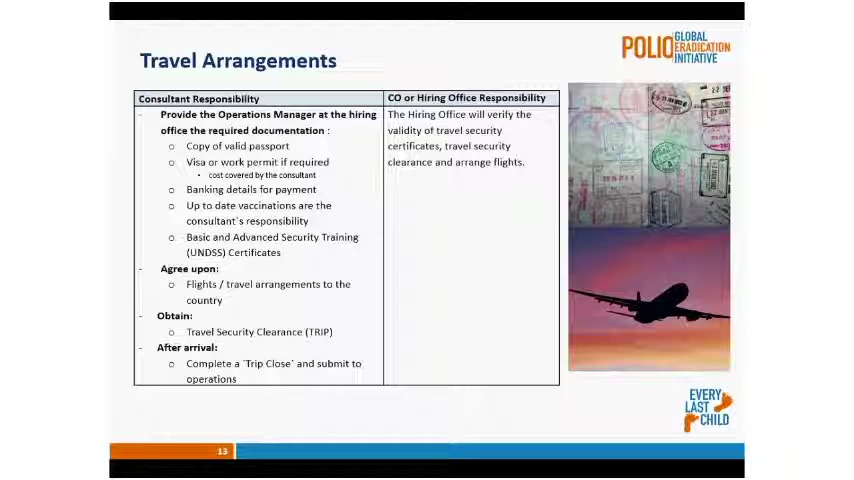 Travel Arrangements
POLIO GLOBAL
ERADICATION
INITIATIVE
Consultant Responsibility
- Provide the Operations Manager at the hiring
office the required documentation :
o Copy of valid passport
o Visa or work permit if required
• cost covered by the consultant
o Banking details for payment
o Up to date vaccinations are the
consultant`s responsibility
o Basic and Advanced Security Training
(UNDSS) Certificates
- Agree upon:
o Flights / travel arrangements to the
country
- Obtain:
o Travel Security Clearance (TRIP)
- After arrival:
o Complete a `Trip Close` and submit to
operations
CO or Hiring Office Responsibility
The Hiring Office will verify the
validity of travel security
certificates, travel security
clearance and arrange flights.
EVERY
LAST
CHILD
13